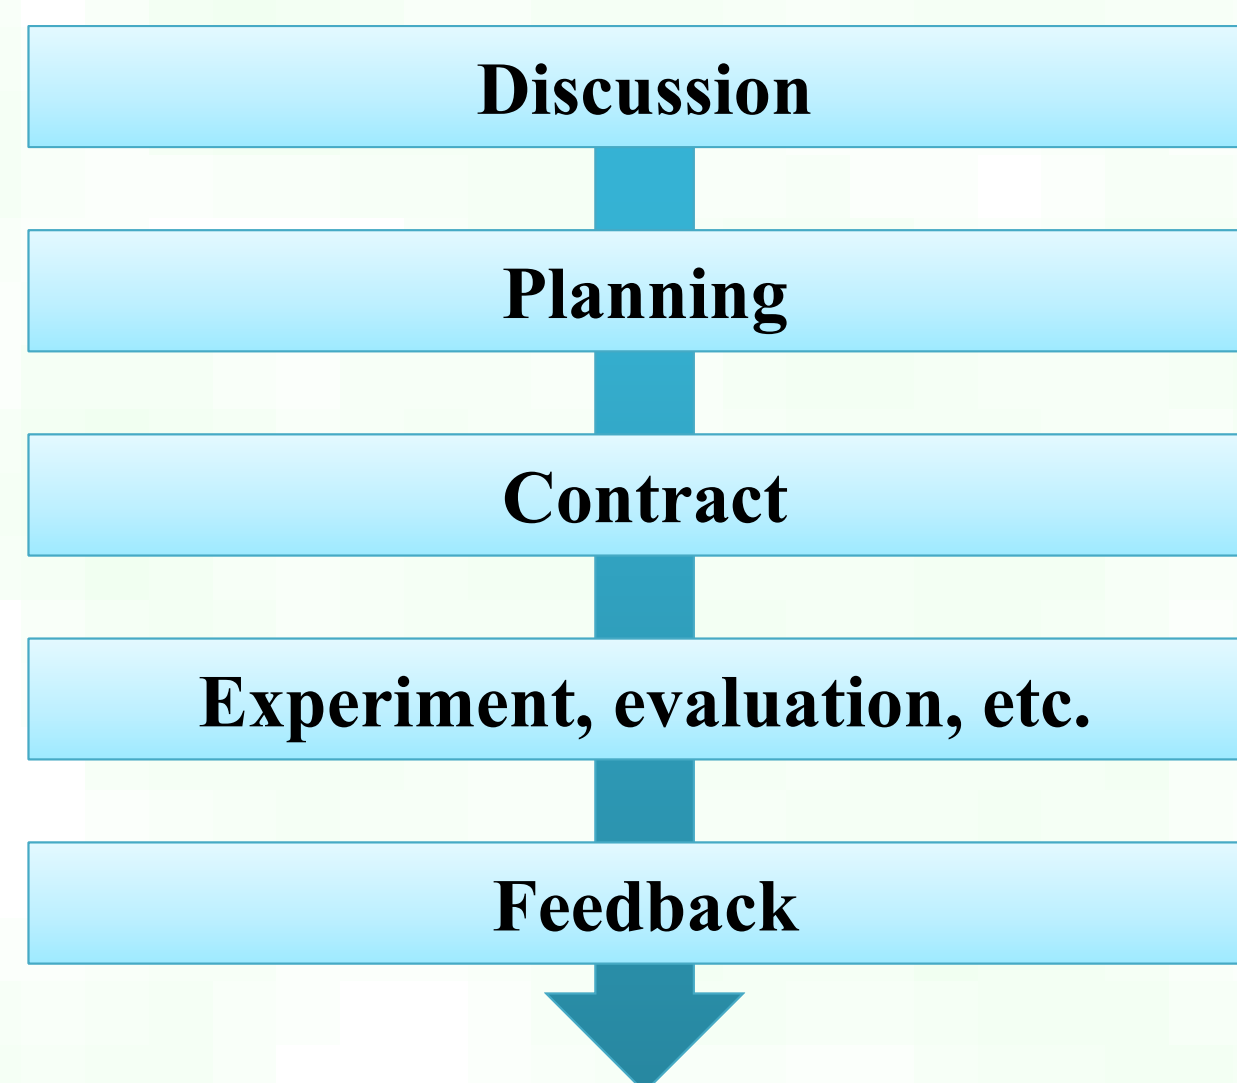 Discussion
Planning
Contract
Experiment, evaluation, etc.
Feedback